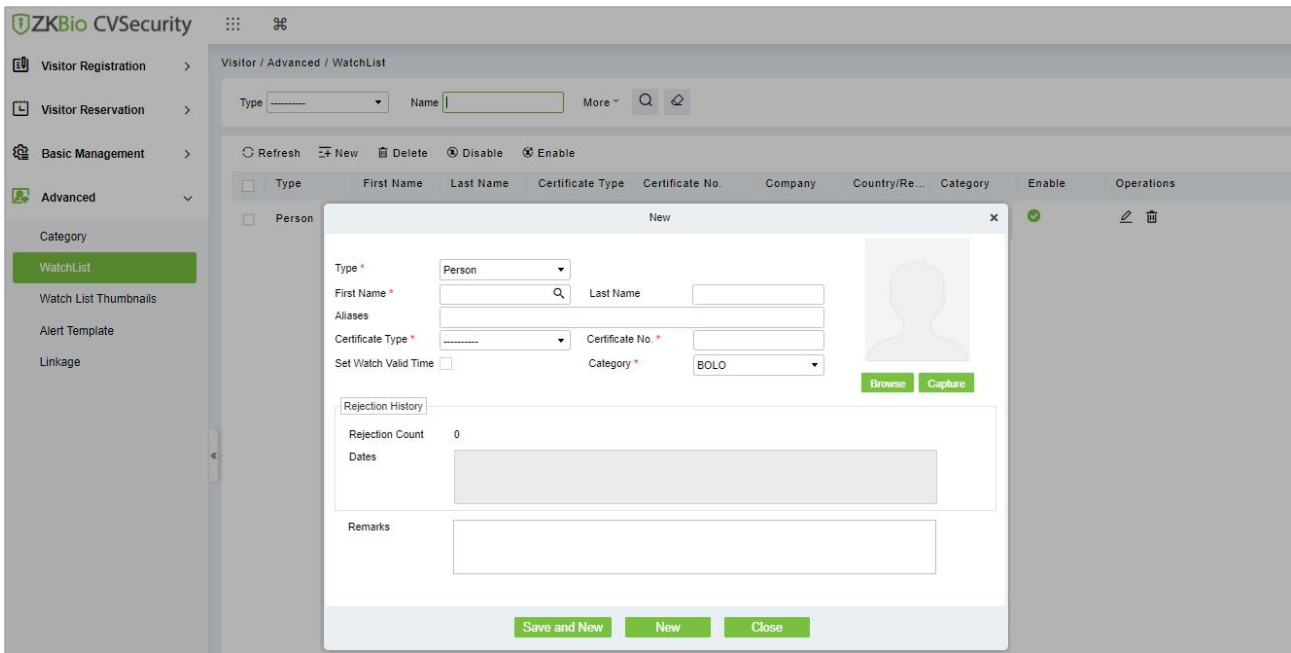 ZKBio CVSecurity
Visitor Registration
Visitor Reservation
Basic Management
Advanced
Category
WatchList
Watch List Thumbnails
Alert Template
Linkage
Visitor / Advanced / WatchList
Type ---------- Name More
Refresh New Delete Disable Enable
Type First Name Last Name Certificate Type Certificate No. Company Country/Re... Category Enable Operations
Person
New
Type * Person
First Name * Last Name
Aliases
Certificate Type * ---------- Certificate No. *
Set Watch Valid Time Category * BOLO
Browse Capture
Rejection History
Rejection Count 0
Dates
Remarks
Save and New New Close